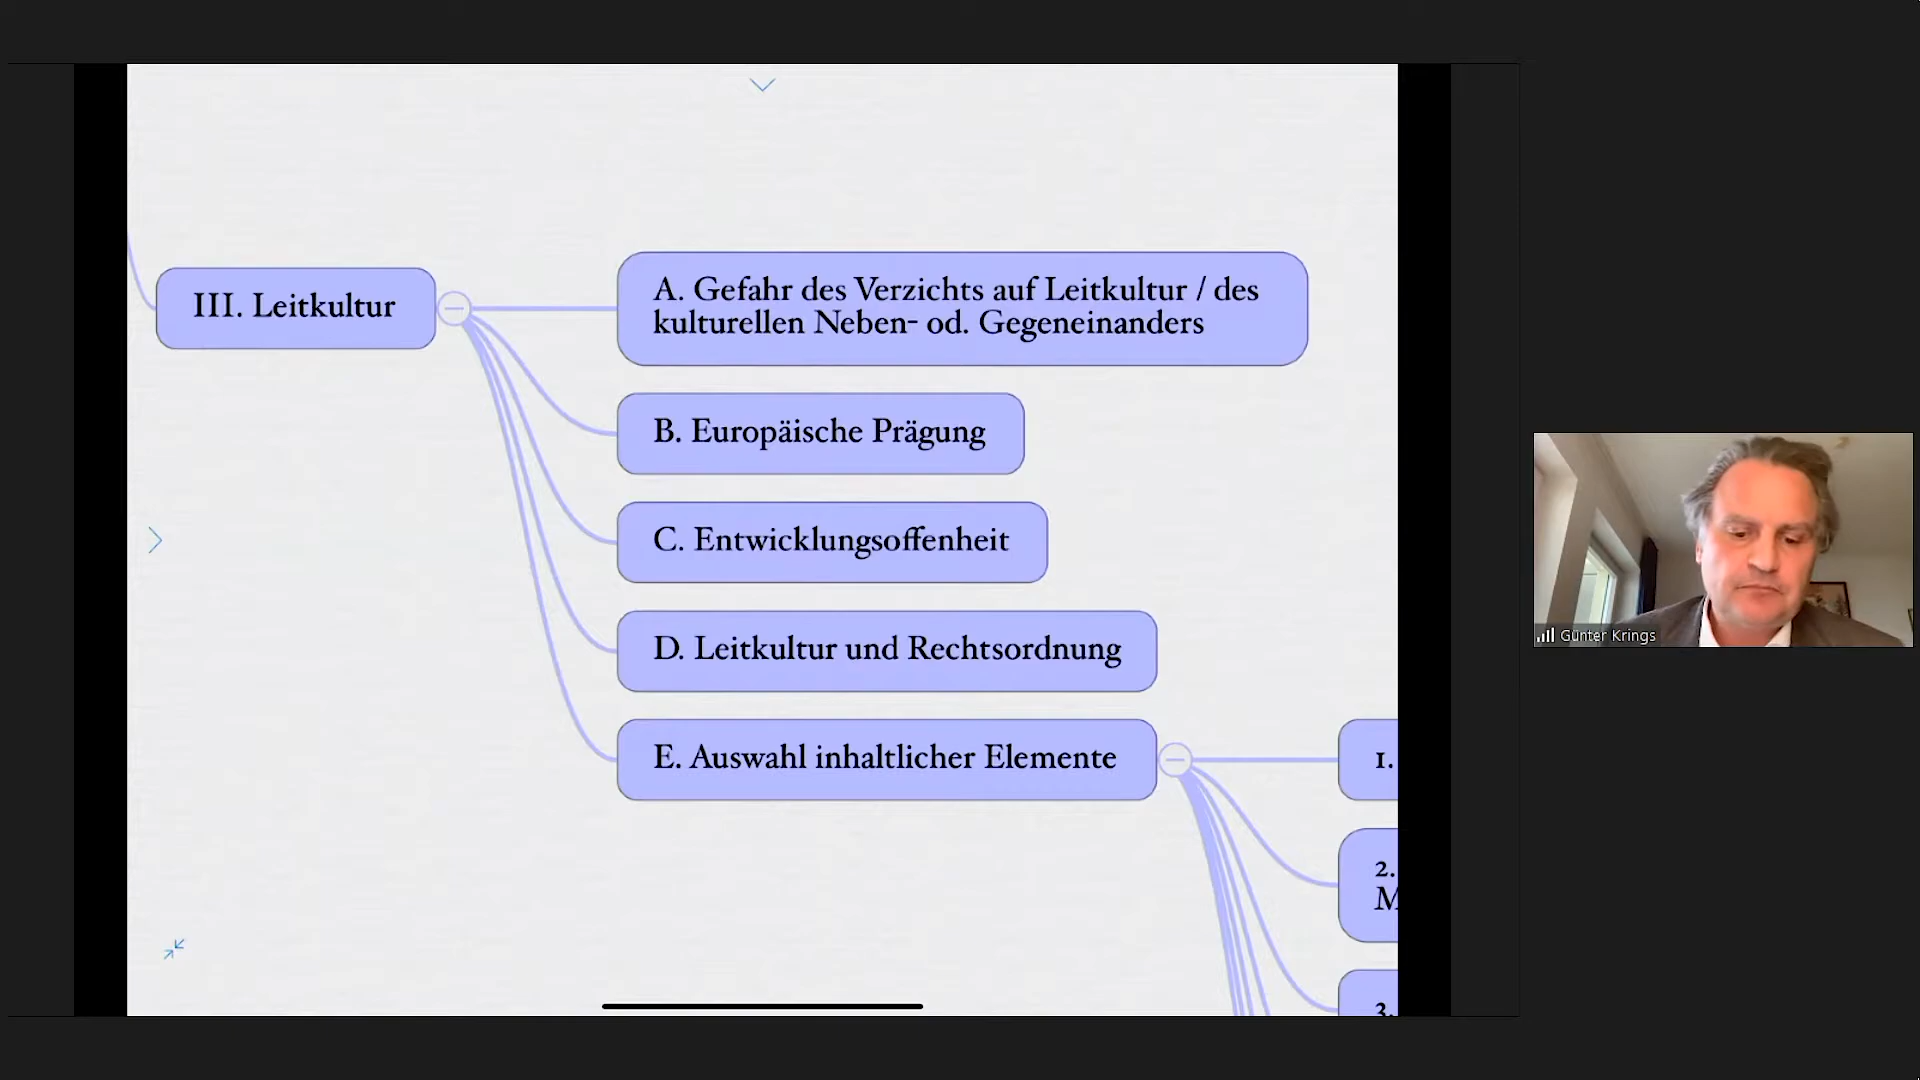 III. Leitkultur
A. Gefahr des Verzichts auf Leitkultur / des
kulturellen Neben- od. Gegeneinanders
B. Europäische Prägung
C. Entwicklungsoffenheit
D. Leitkultur und Rechtsordnung
E. Auswahl inhaltlicher Elemente
1.
2.
M
3.
Günter Krings